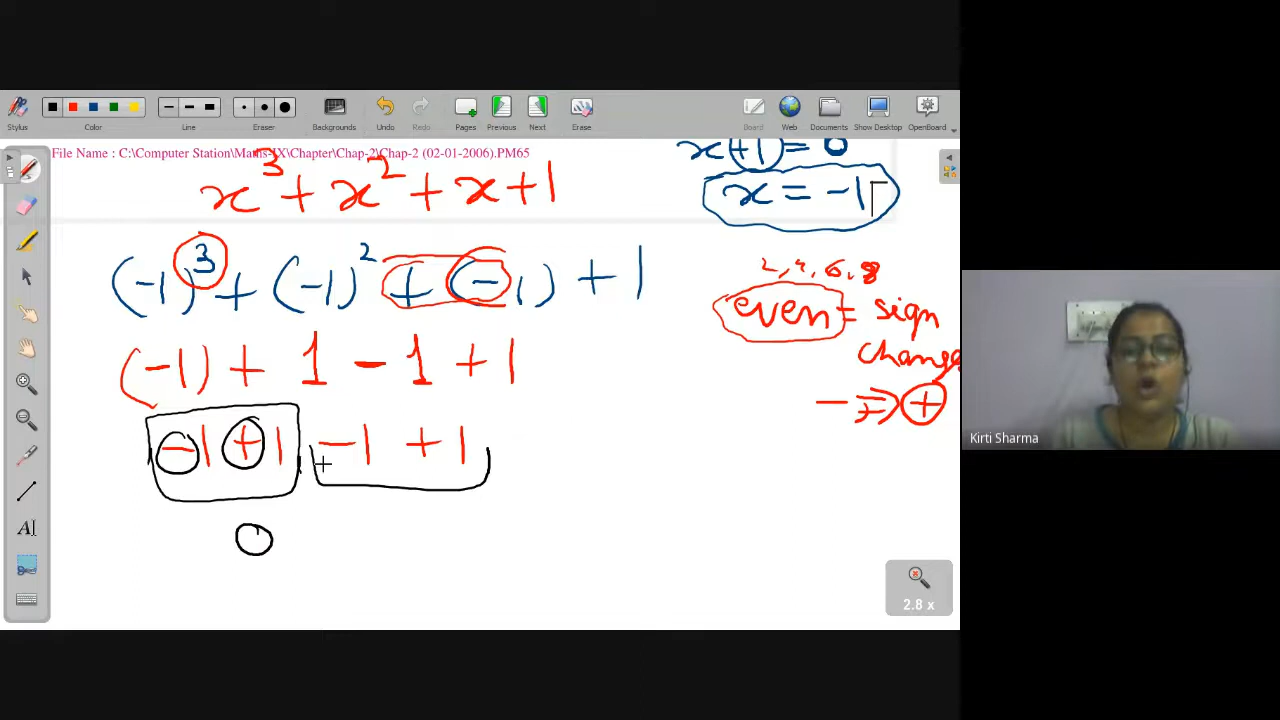 Stylus
Color
Line
Eraser
Backgrounds
Undo
Redo
Pages
Previous
Next
Erase
Board
Web
Documents
Show Desktop
OpenBoard
File Name : C:\Computer Station\Maths-IX\Chapter\Chap-2\Chap-2 (02-01-2006).PM65
x+1 = 0
x = -1
x³ + x² + x + 1
(-1)³ + (-1)² + (-1) + 1
2, 4, 6, 8
even = sign
change
- ⇒ +
(-1) + 1 - 1 + 1
-1 + 1 -1 + 1
0
2.8 x
Kirti Sharma